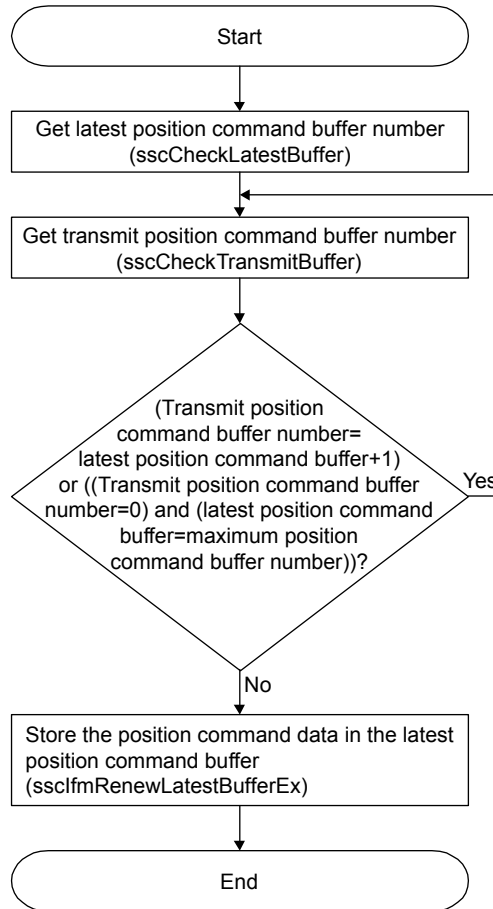 Start
Get latest position command buffer number
(sscCheckLatestBuffer)
Get transmit position command buffer number
(sscCheckTransmitBuffer)
(Transmit position
command buffer number=
latest position command buffer+1)
or ((Transmit position command buffer
number=0) and (latest position command
buffer=maximum position
command buffer number))?
Yes
No
Store the position command data in the latest
position command buffer
(sscIfmRenewLatestBufferEx)
End